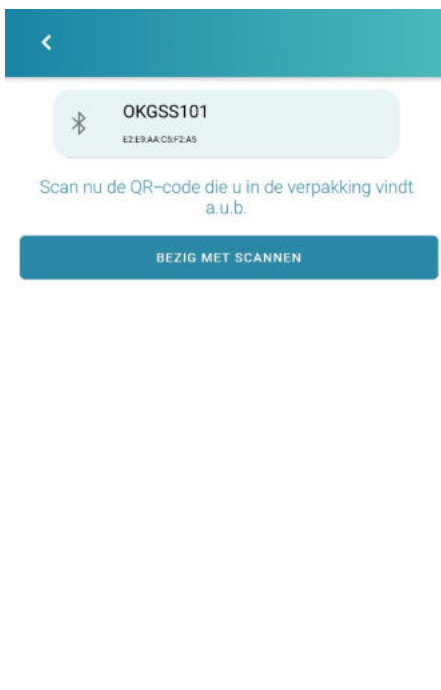 OKGSS101
E2:E9:AA:C5:F2:A5
Scan nu de QR-code die u in de verpakking vindt
a.u.b.
BEZIG MET SCANNEN